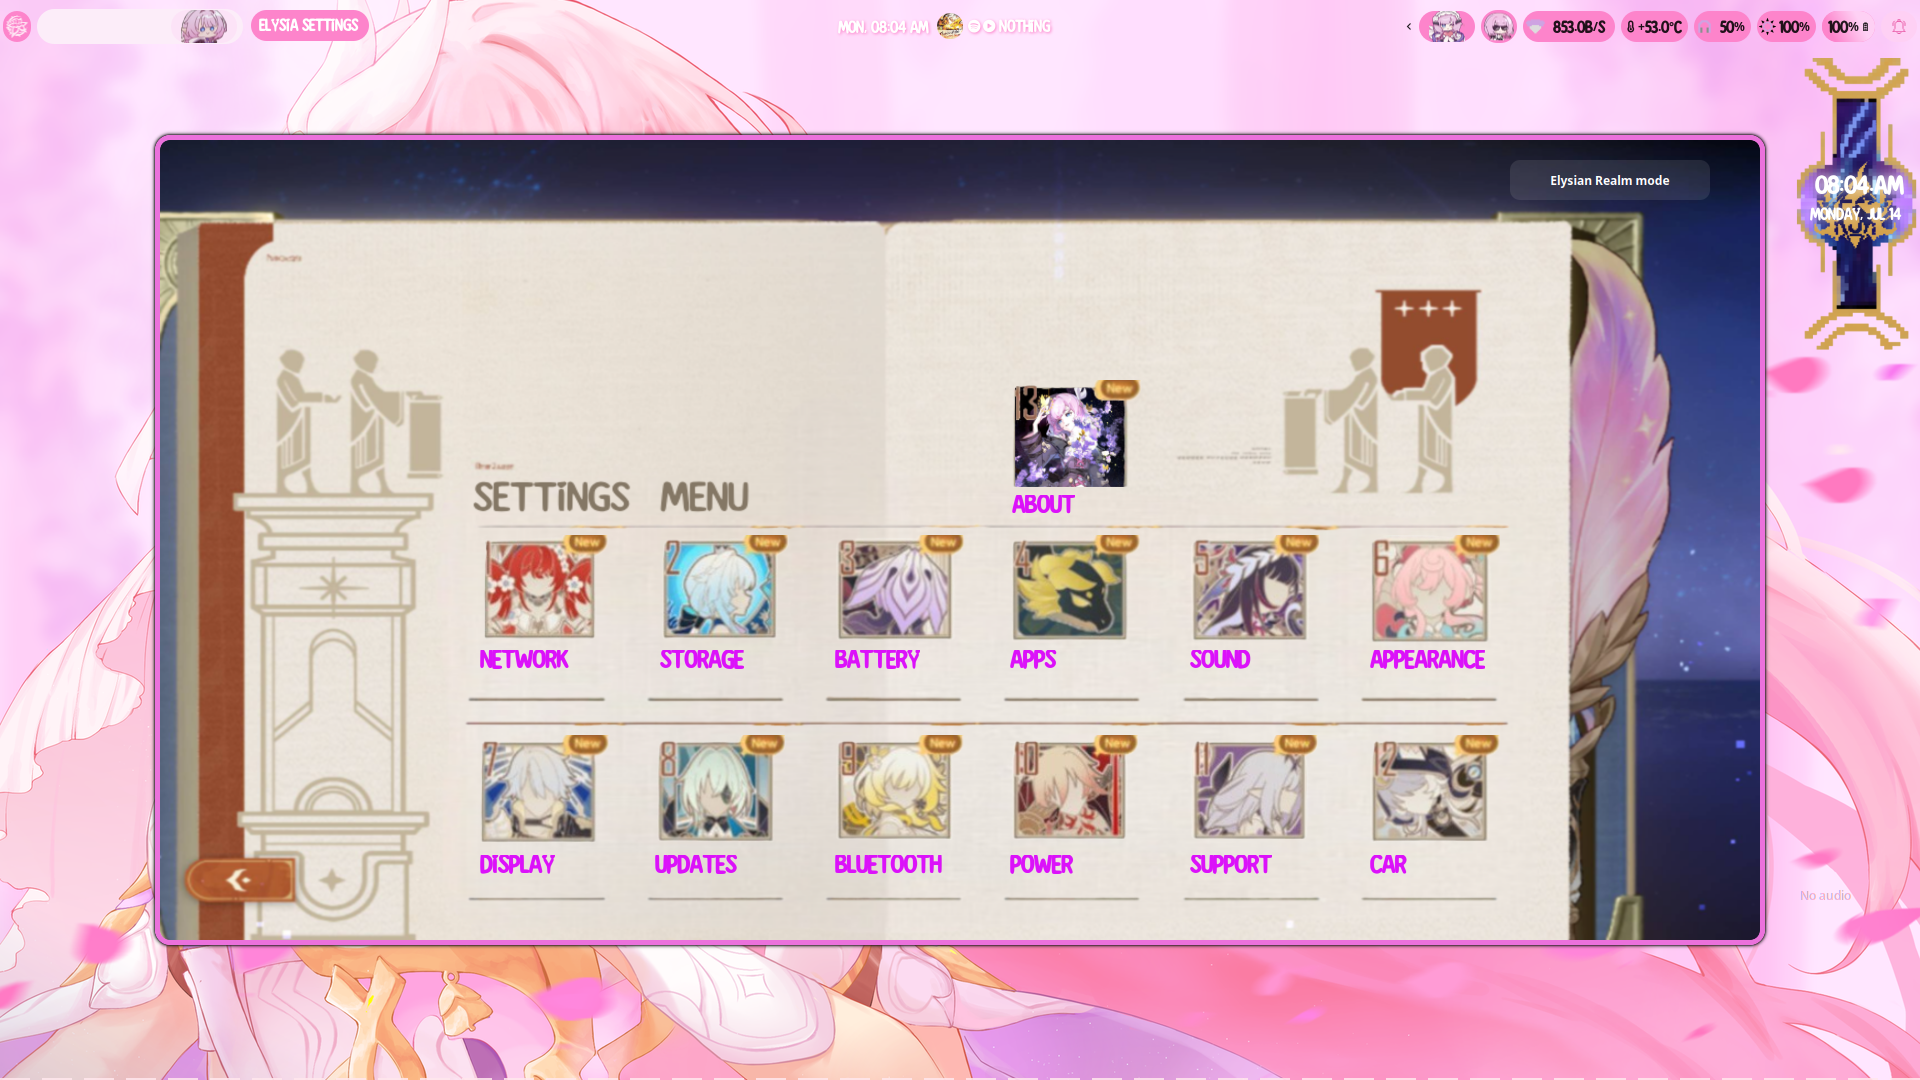 ELYSIA SETTINGS
MON. 08:04 AM
NOTHING
853.0B/S
+53.0°C
50%
100%
100%
Elysian Realm mode
08:04 AM
MONDAY, JUL 14
13
New
ABOUT
SETTINGS MENU
New
2 New
3 New
4 New
5 New
6 New
NETWORK
STORAGE
BATTERY
APPS
SOUND
APPEARANCE
7 New
8 New
9 New
10 New
11 New
12 New
DISPLAY
UPDATES
BLUETOOTH
POWER
SUPPORT
CAR
No audio